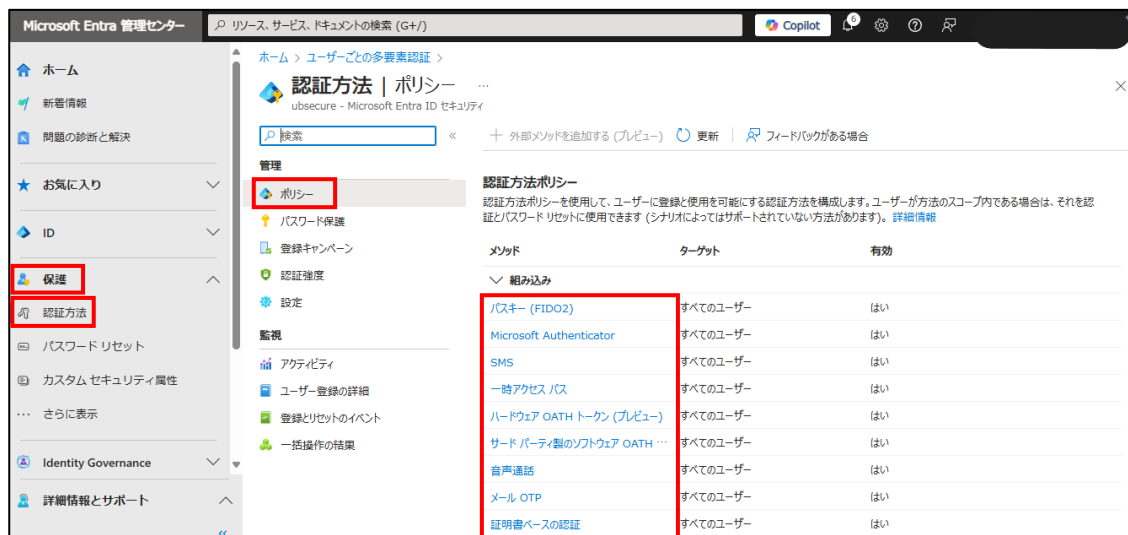 Microsoft Entra 管理センター
リソース、サービス、ドキュメントの検索 (G+/)
Copilot
6
ホーム
新着情報
問題の診断と解決
お気に入り
ID
保護
認証方法
パスワード リセット
カスタム セキュリティ属性
… さらに表示
Identity Governance
詳細情報とサポート
ホーム > ユーザーごとの多要素認証 >
認証方法 | ポリシー …
ubsecure - Microsoft Entra ID セキュリティ
検索
管理
ポリシー
パスワード保護
登録キャンペーン
認証強度
設定
監視
アクティビティ
ユーザー登録の詳細
登録とリセットのイベント
一括操作の結果
外部メソッドを追加する (プレビュー) 更新 フィードバックがある場合
認証方法ポリシー
認証方法ポリシーを使用して、ユーザーに登録と使用を可能にする認証方法を構成します。ユーザーが方法のスコープ内である場合は、それを認
証とパスワード リセットに使用できます (シナリオによってはサポートされていない方法があります)。 詳細情報
メソッド ターゲット 有効
組み込み
パスキー (FIDO2) すべてのユーザー はい
Microsoft Authenticator すべてのユーザー はい
SMS すべてのユーザー はい
一時アクセス パス すべてのユーザー はい
ハードウェア OATH トークン (プレビュー) すべてのユーザー はい
サード パーティ製のソフトウェア OATH … すべてのユーザー はい
音声通話 すべてのユーザー はい
メール OTP すべてのユーザー はい
証明書ベースの認証 すべてのユーザー はい